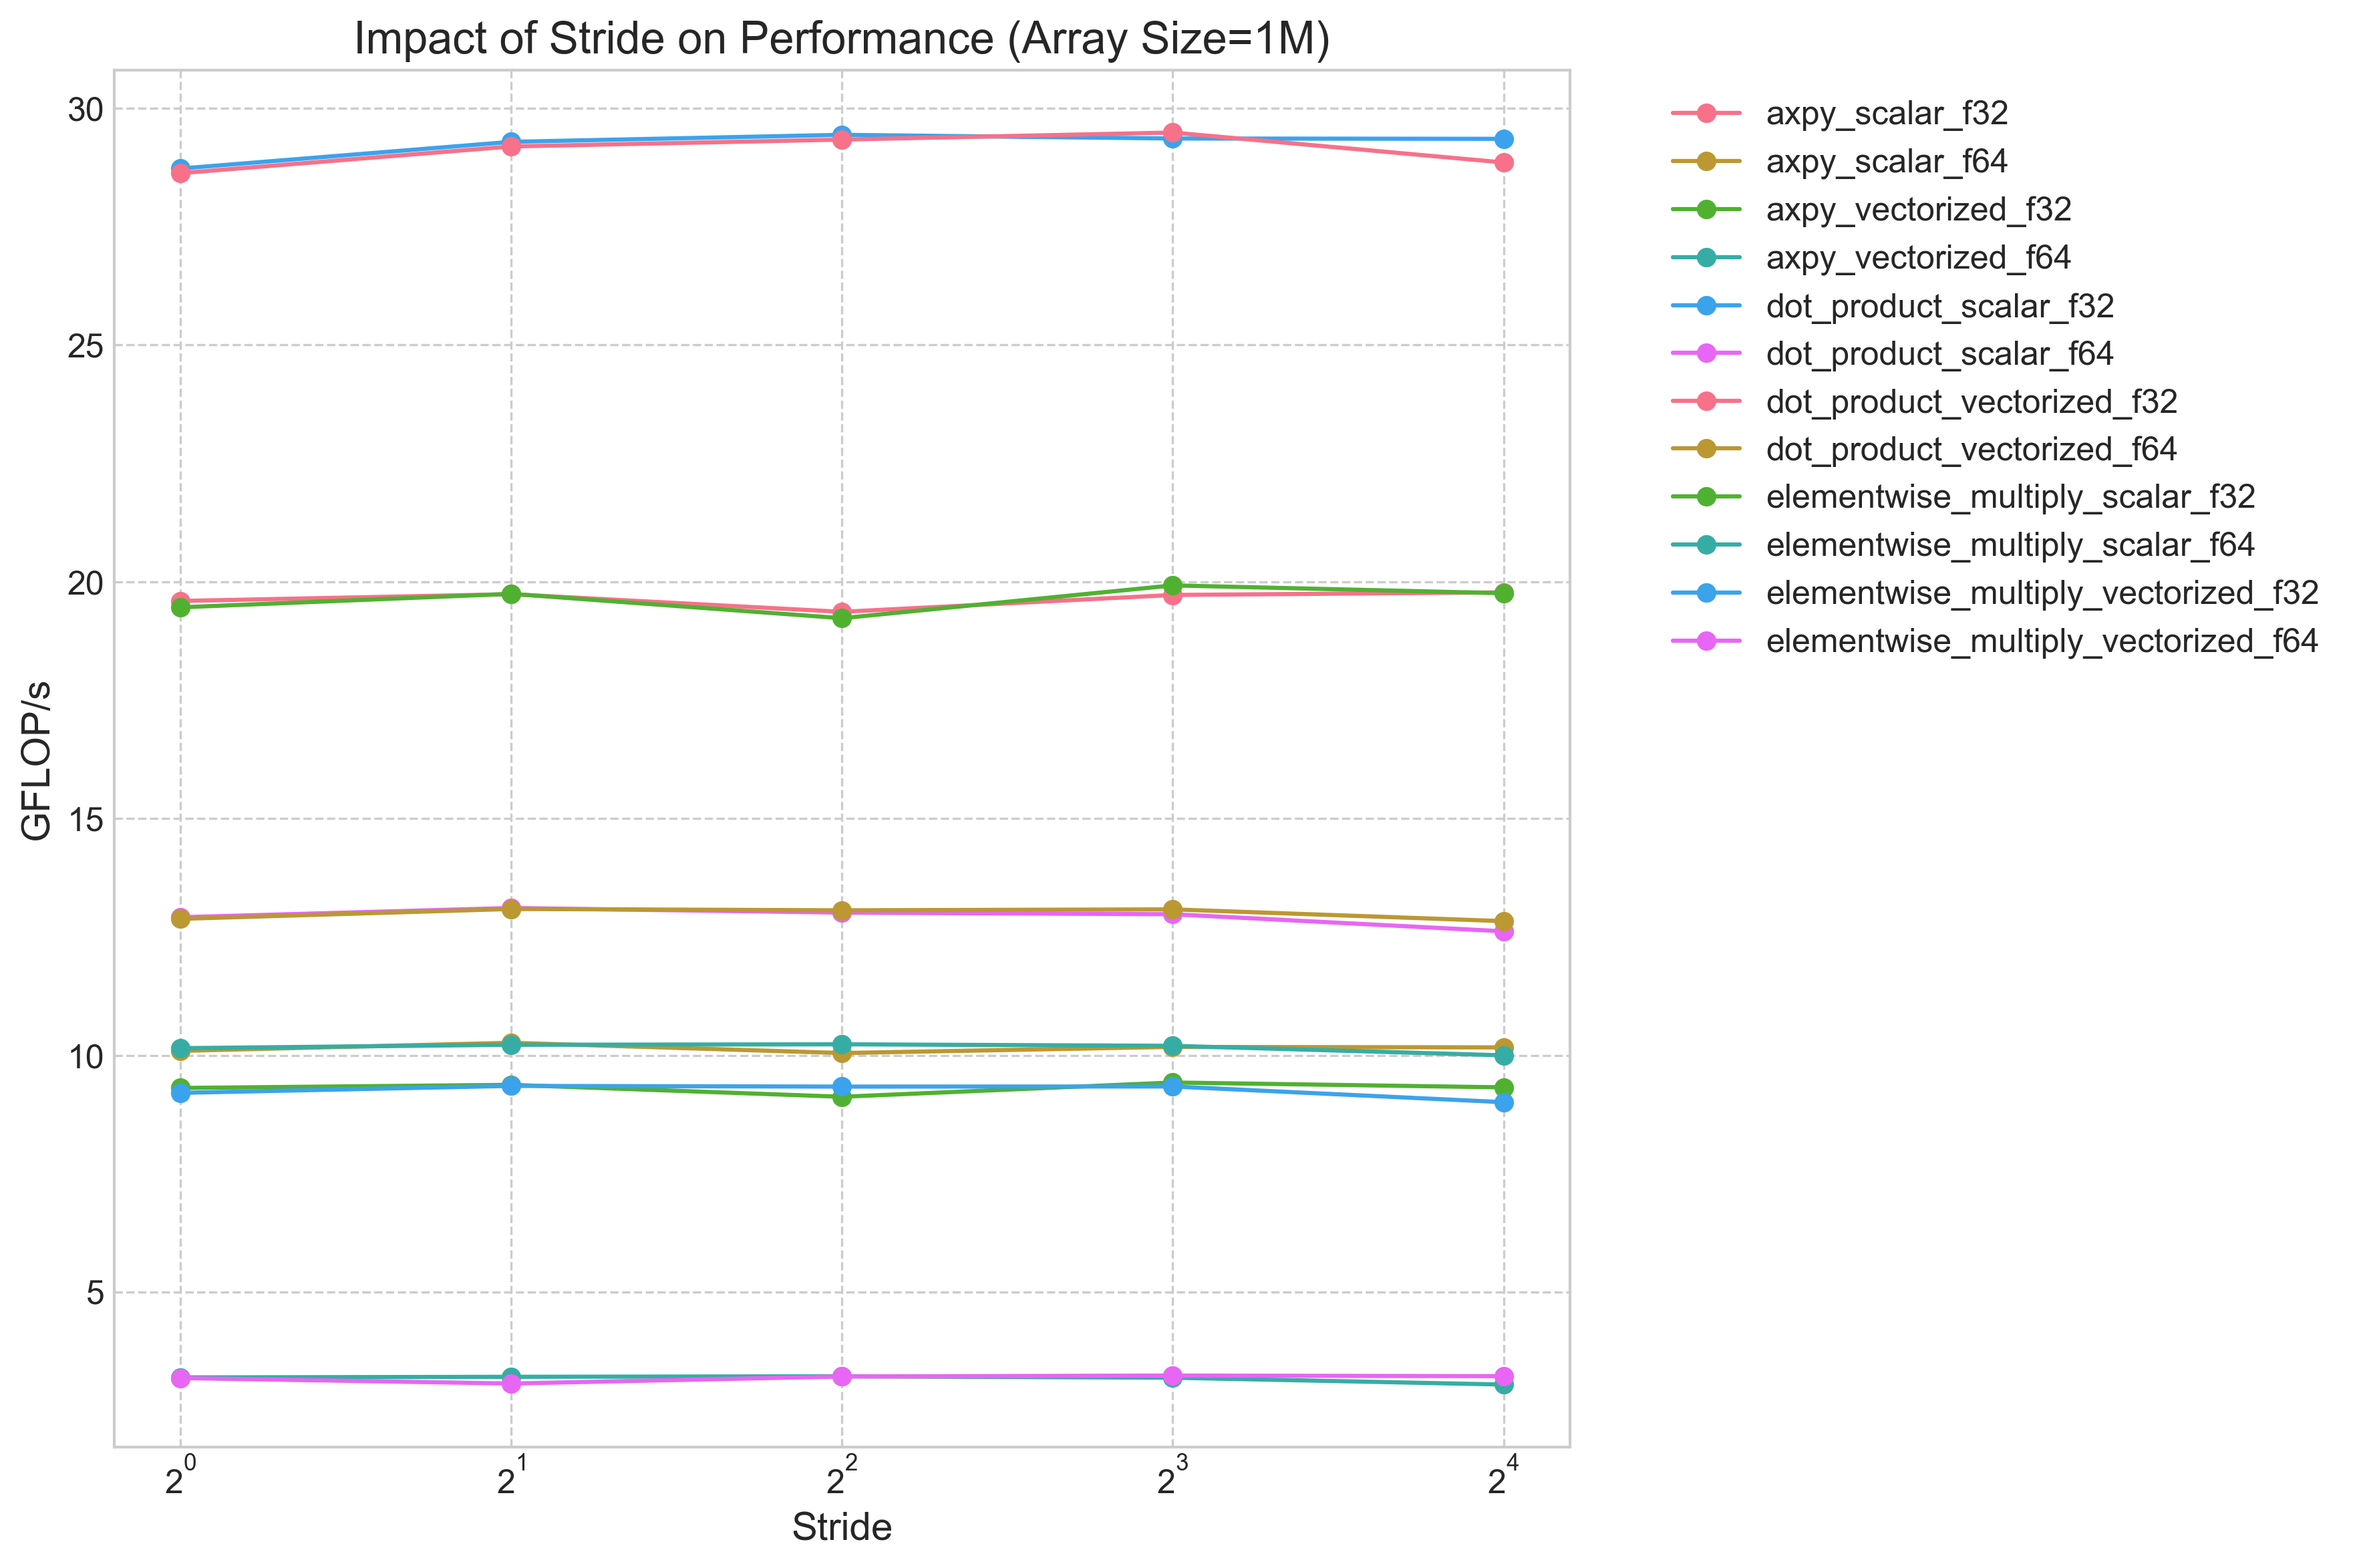 Impact of Stride on Performance (Array Size=1M)
30
25
20
15
10
5
GFLOP/s
2^0 2^1 2^2 2^3 2^4
Stride
axpy_scalar_f32
axpy_scalar_f64
axpy_vectorized_f32
axpy_vectorized_f64
dot_product_scalar_f32
dot_product_scalar_f64
dot_product_vectorized_f32
dot_product_vectorized_f64
elementwise_multiply_scalar_f32
elementwise_multiply_scalar_f64
elementwise_multiply_vectorized_f32
elementwise_multiply_vectorized_f64